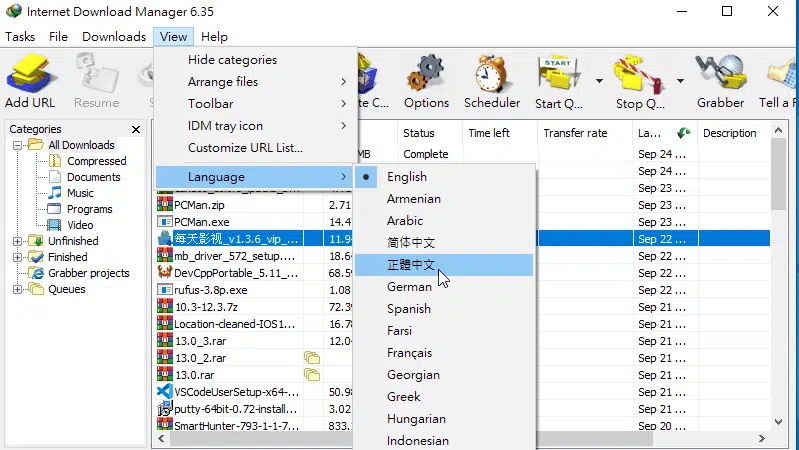 Internet Download Manager 6.35
Tasks File Downloads View Help
Add URL Resume Options Scheduler Start Q... Stop Q... Grabber Tell a F
Hide categories
Arrange files
Toolbar
IDM tray icon
Customize URL List...
Language
English
Armenian
Arabic
简体中文
正體中文
German
Spanish
Farsi
Français
Georgian
Greek
Hungarian
Indonesian
Categories
All Downloads
Compressed
Documents
Music
Programs
Video
Unfinished
Finished
Grabber projects
Queues
Status Time left Transfer rate La... Description
MB Complete Sep 24 ...
Sep 24 ...
Sep 23 ...
PCMan.zip 2.71 Sep 23 ...
PCMan.exe 14.4 Sep 23 ...
每天影视_v1.3.6_vip_... 11.9 Sep 22 ...
mb_driver_572_setup.... 18.6 Sep 22 ...
DevCppPortable_5.11_... 68.5 Sep 22 ...
rufus-3.8p.exe 1.08 Sep 22 ...
10.3-12.3.7z 72.3 Sep 21 ...
Location-cleaned-IOS1... 16.7 Sep 21 ...
13.0_3.rar 12.0 Sep 21 ...
13.0_2.rar Sep 21 ...
13.0.rar Sep 21 ...
VSCodeUserSetup-x64-... 50.9 Sep 21 ...
putty-64bit-0.72-install... 3.02 Sep 21 ...
SmartHunter-793-1-1-7... 331. Sep 20 ...